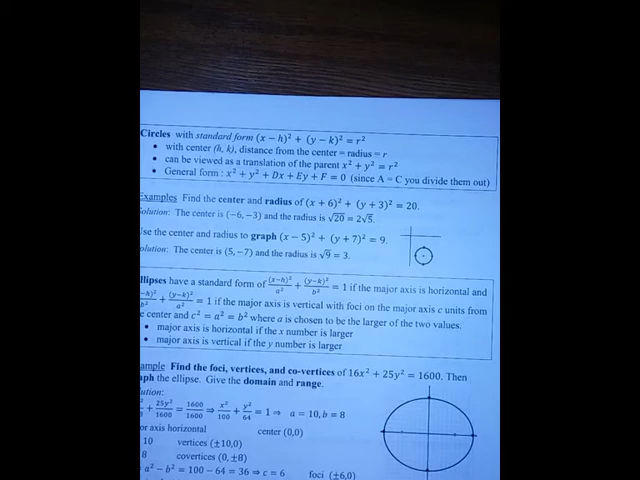 Circles with standard form (x − h)² + (y − k)² = r²
• with center (h, k), distance from the center = radius = r
• can be viewed as a translation of the parent x² + y² = r²
• General form : x² + y² + Dx + Ey + F = 0 (since A = C you divide them out)
Examples Find the center and radius of (x + 6)² + (y + 3)² = 20.
olution: The center is (−6, −3) and the radius is √20 = 2√5.
se the center and radius to graph (x − 5)² + (y + 7)² = 9.
olution: The center is (5, −7) and the radius is √9 = 3.
llipses have a standard form of (x−h)²/a² + (y−k)²/b² = 1 if the major axis is horizontal and
−h)²/b² + (y−k)²/a² = 1 if the major axis is vertical with foci on the major axis c units from
e center and c² = a² = b² where a is chosen to be the larger of the two values.
• major axis is horizontal if the x number is larger
• major axis is vertical if the y number is larger
ample Find the foci, vertices, and co-vertices of 16x² + 25y² = 1600. Then
aph the ellipse. Give the domain and range.
ution:
+ 25y²/1600 = 1600/1600 ⇒ x²/100 + y²/64 = 1 ⇒ a = 10, b = 8
or axis horizontal center (0,0)
10 vertices (±10,0)
8 covertices (0, ±8)
a² − b² = 100 − 64 = 36 ⇒ c = 6 foci (±6,0)